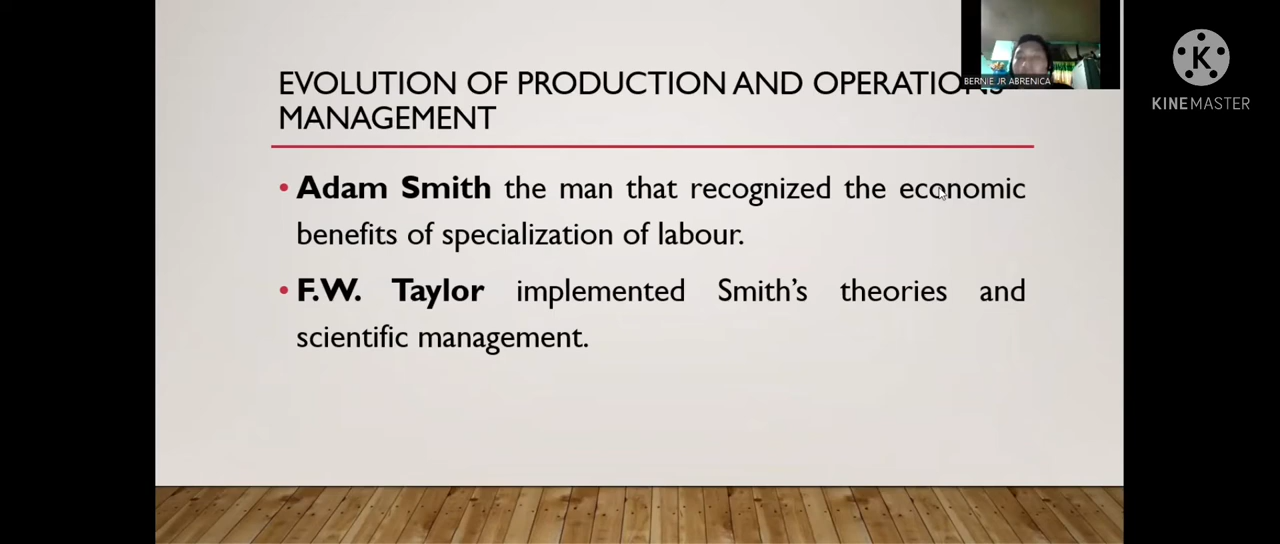 EVOLUTION OF PRODUCTION AND OPERATIONS
MANAGEMENT
• Adam Smith the man that recognized the economic
benefits of specialization of labour.
• F.W. Taylor implemented Smith's theories and
scientific management.
BERNIE JR ABRENICA
K
KINEMASTER